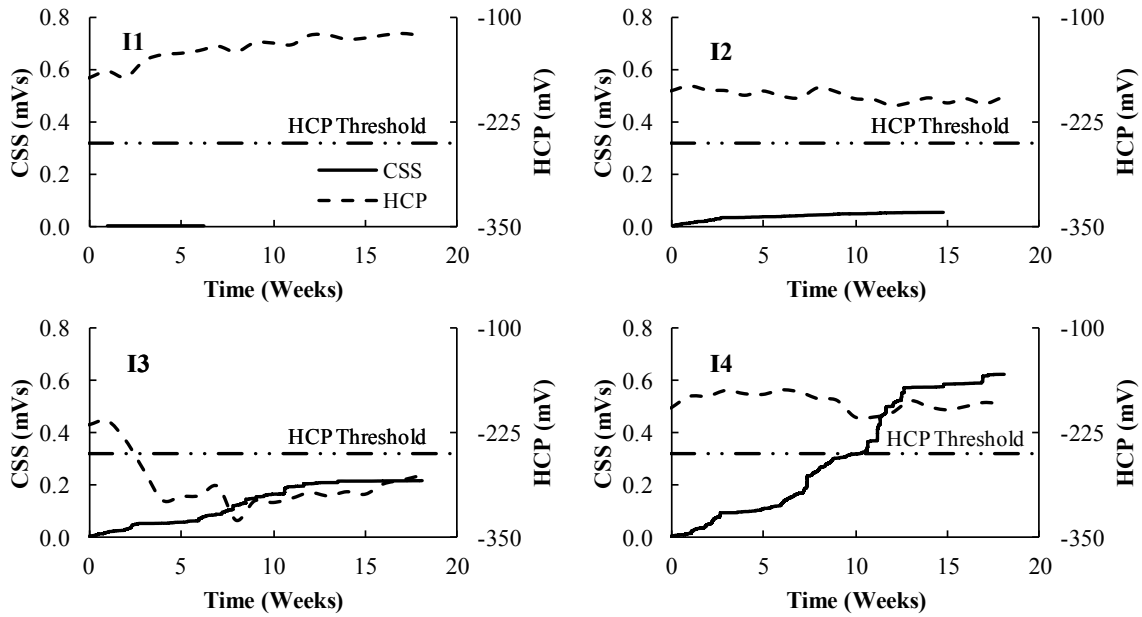 I1
CSS (mVs)
0.8
0.6
0.4
0.2
0.0
HCP Threshold
CSS
HCP
-100
-225
-350
HCP (mV)
0 5 10 15 20
Time (Weeks)
I2
CSS (mVs)
0.8
0.6
0.4
0.2
0.0
HCP Threshold
-100
-225
-350
HCP (mV)
0 5 10 15 20
Time (Weeks)
I3
CSS (mVs)
0.8
0.6
0.4
0.2
0.0
HCP Threshold
-100
-225
-350
HCP (mV)
0 5 10 15 20
Time (Weeks)
I4
CSS (mVs)
0.8
0.6
0.4
0.2
0.0
HCP Threshold
-100
-225
-350
HCP (mV)
0 5 10 15 20
Time (Weeks)